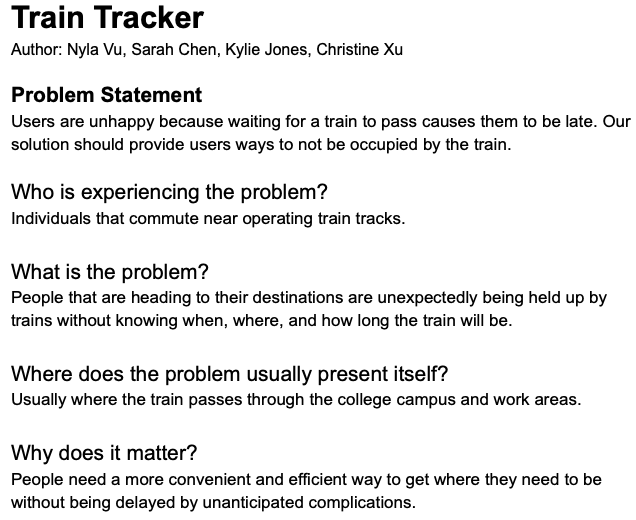 Train Tracker
Author: Nyla Vu, Sarah Chen, Kylie Jones, Christine Xu
Problem Statement
Users are unhappy because waiting for a train to pass causes them to be late. Our
solution should provide users ways to not be occupied by the train.
Who is experiencing the problem?
Individuals that commute near operating train tracks.
What is the problem?
People that are heading to their destinations are unexpectedly being held up by
trains without knowing when, where, and how long the train will be.
Where does the problem usually present itself?
Usually where the train passes through the college campus and work areas.
Why does it matter?
People need a more convenient and efficient way to get where they need to be
without being delayed by unanticipated complications.